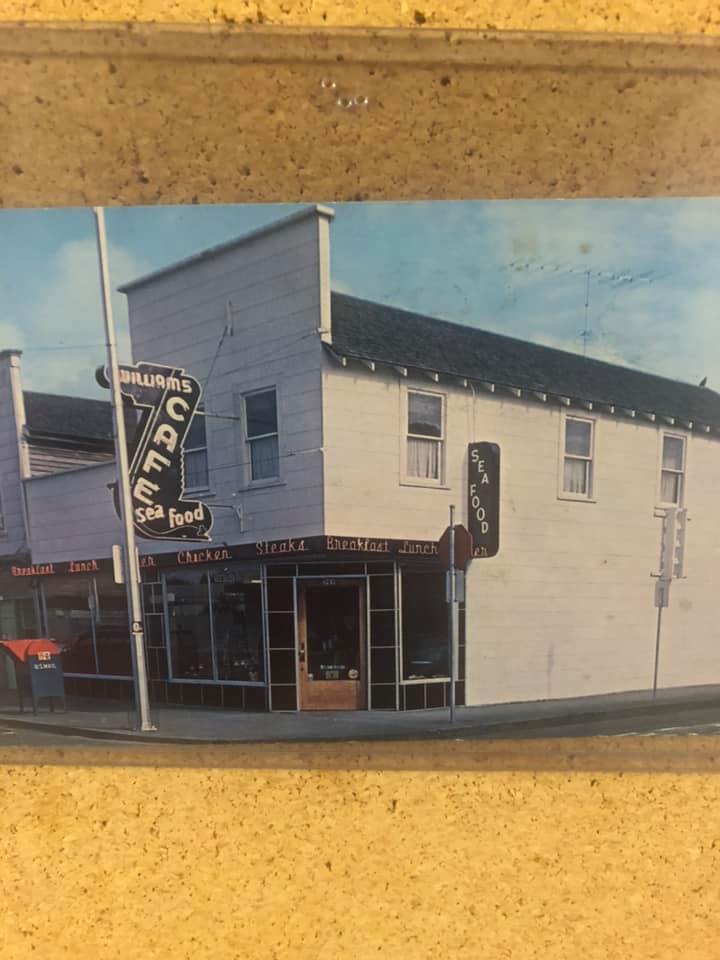 WILLIAMS
CAFE
Sea food
SEA FOOD
Breakfast Lunch Chicken Steaks Breakfast Lunch
U.S. MAIL